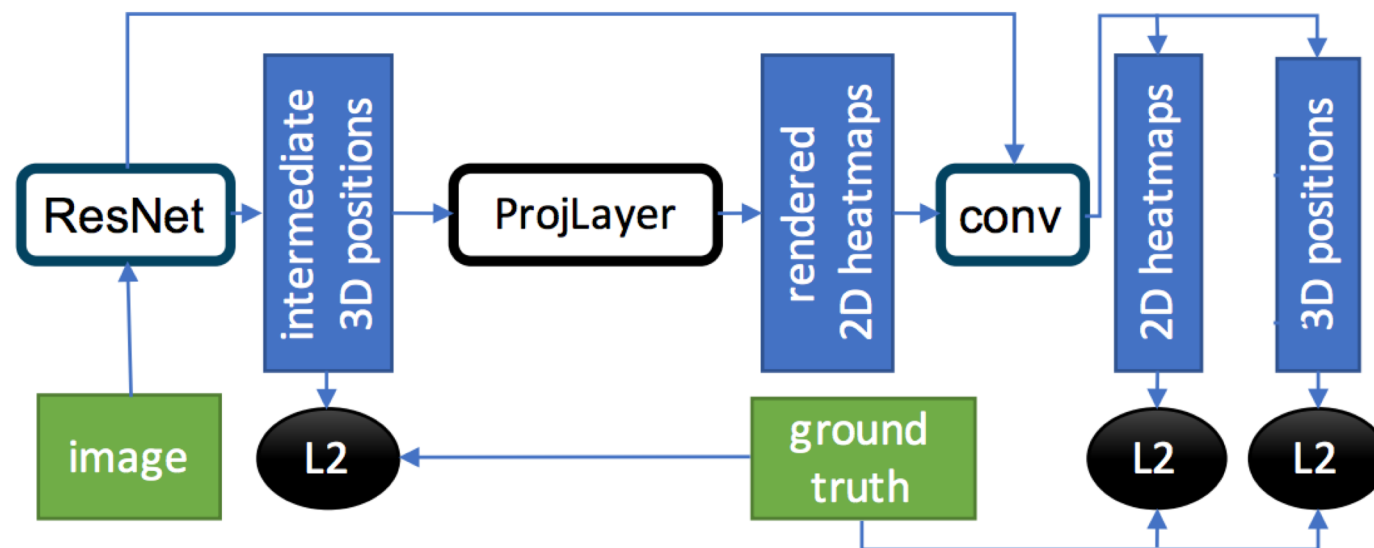 ResNet
intermediate
3D positions
ProjLayer
rendered
2D heatmaps
conv
2D heatmaps
3D positions
image
L2
ground
truth
L2
L2